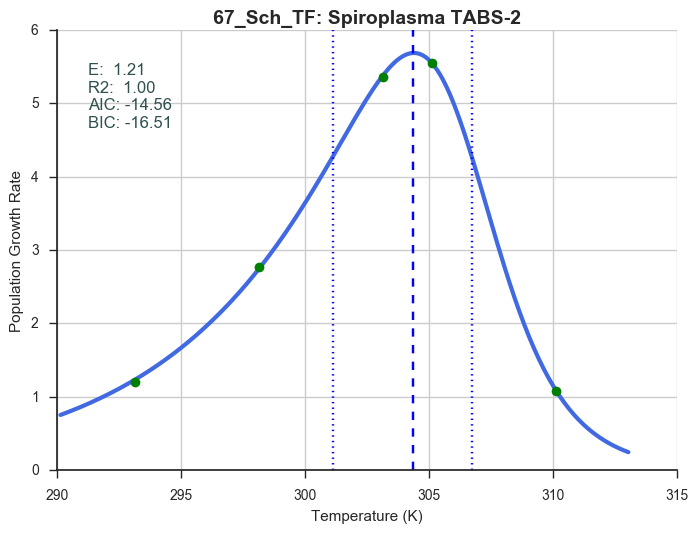 67_Sch_TF: Spiroplasma TABS-2
E:  1.21
R2:  1.00
AIC: -14.56
BIC: -16.51
Population Growth Rate
6
5
4
3
2
1
0
290 295 300 305 310 315
Temperature (K)